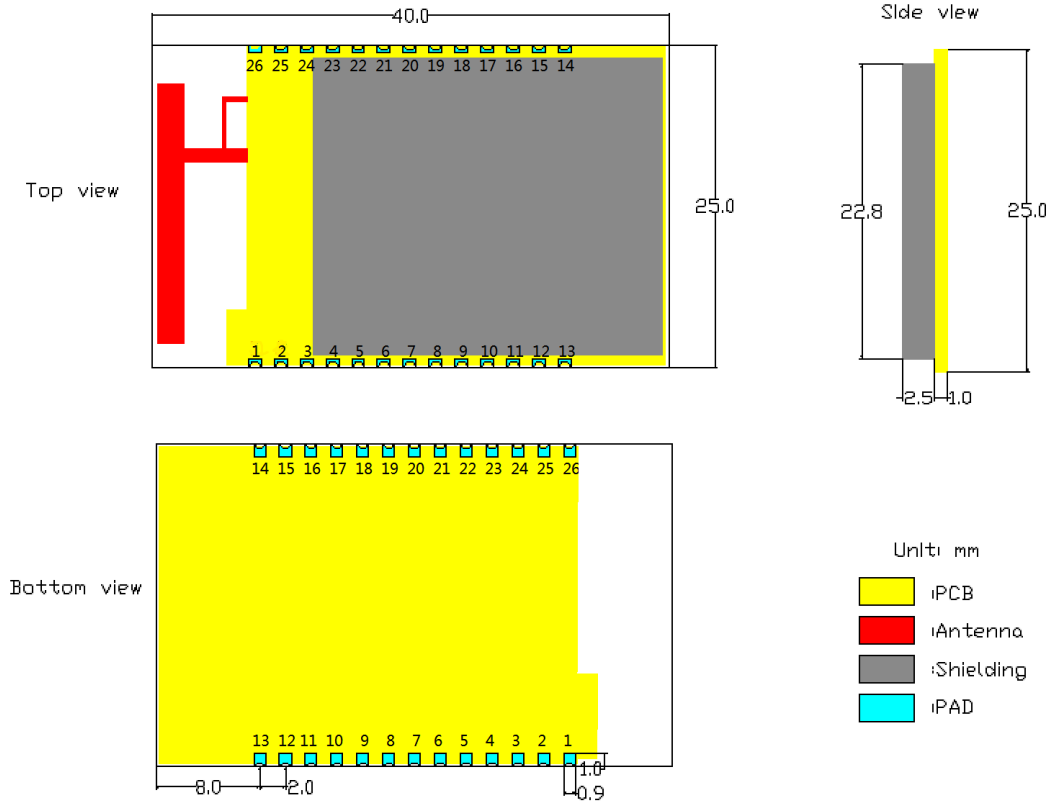 40.0
Side view
26 25 24 23 22 21 20 19 18 17 16 15 14
Top view
25.0
22.8
25.0
1 2 3 4 5 6 7 8 9 10 11 12 13
2.5
1.0
14 15 16 17 18 19 20 21 22 23 24 25 26
Unit: mm
Bottom view
:PCB
:Antenna
:Shielding
:PAD
13 12 11 10 9 8 7 6 5 4 3 2 1
1.0
8.0
2.0
0.9